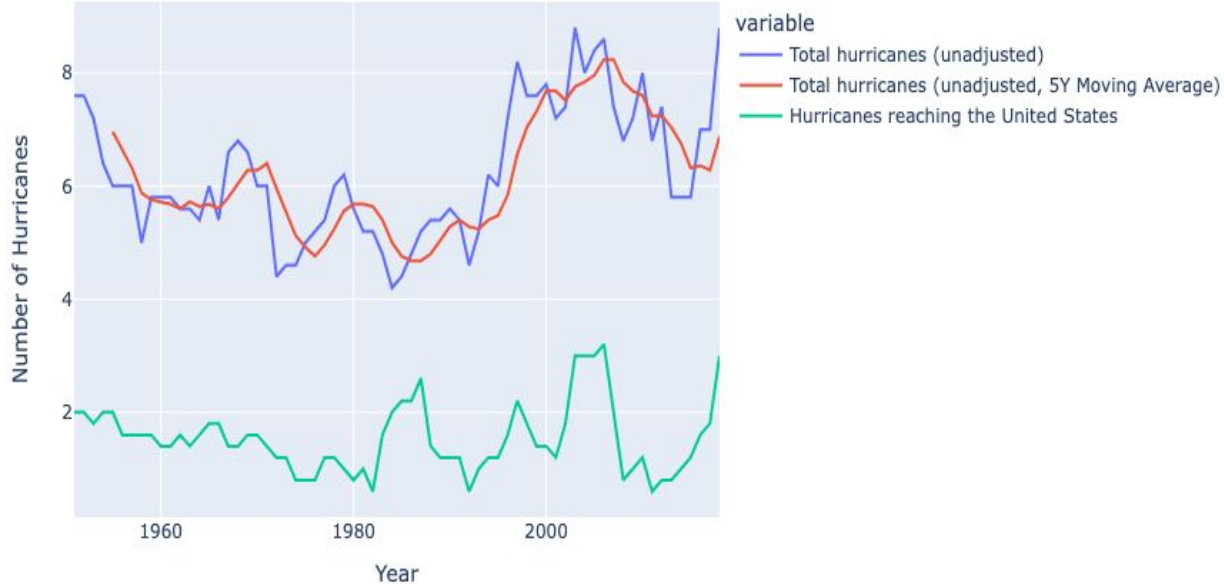 variable
Total hurricanes (unadjusted)
Total hurricanes (unadjusted, 5Y Moving Average)
Hurricanes reaching the United States
Number of Hurricanes
8
6
4
2
1960
1980
2000
Year